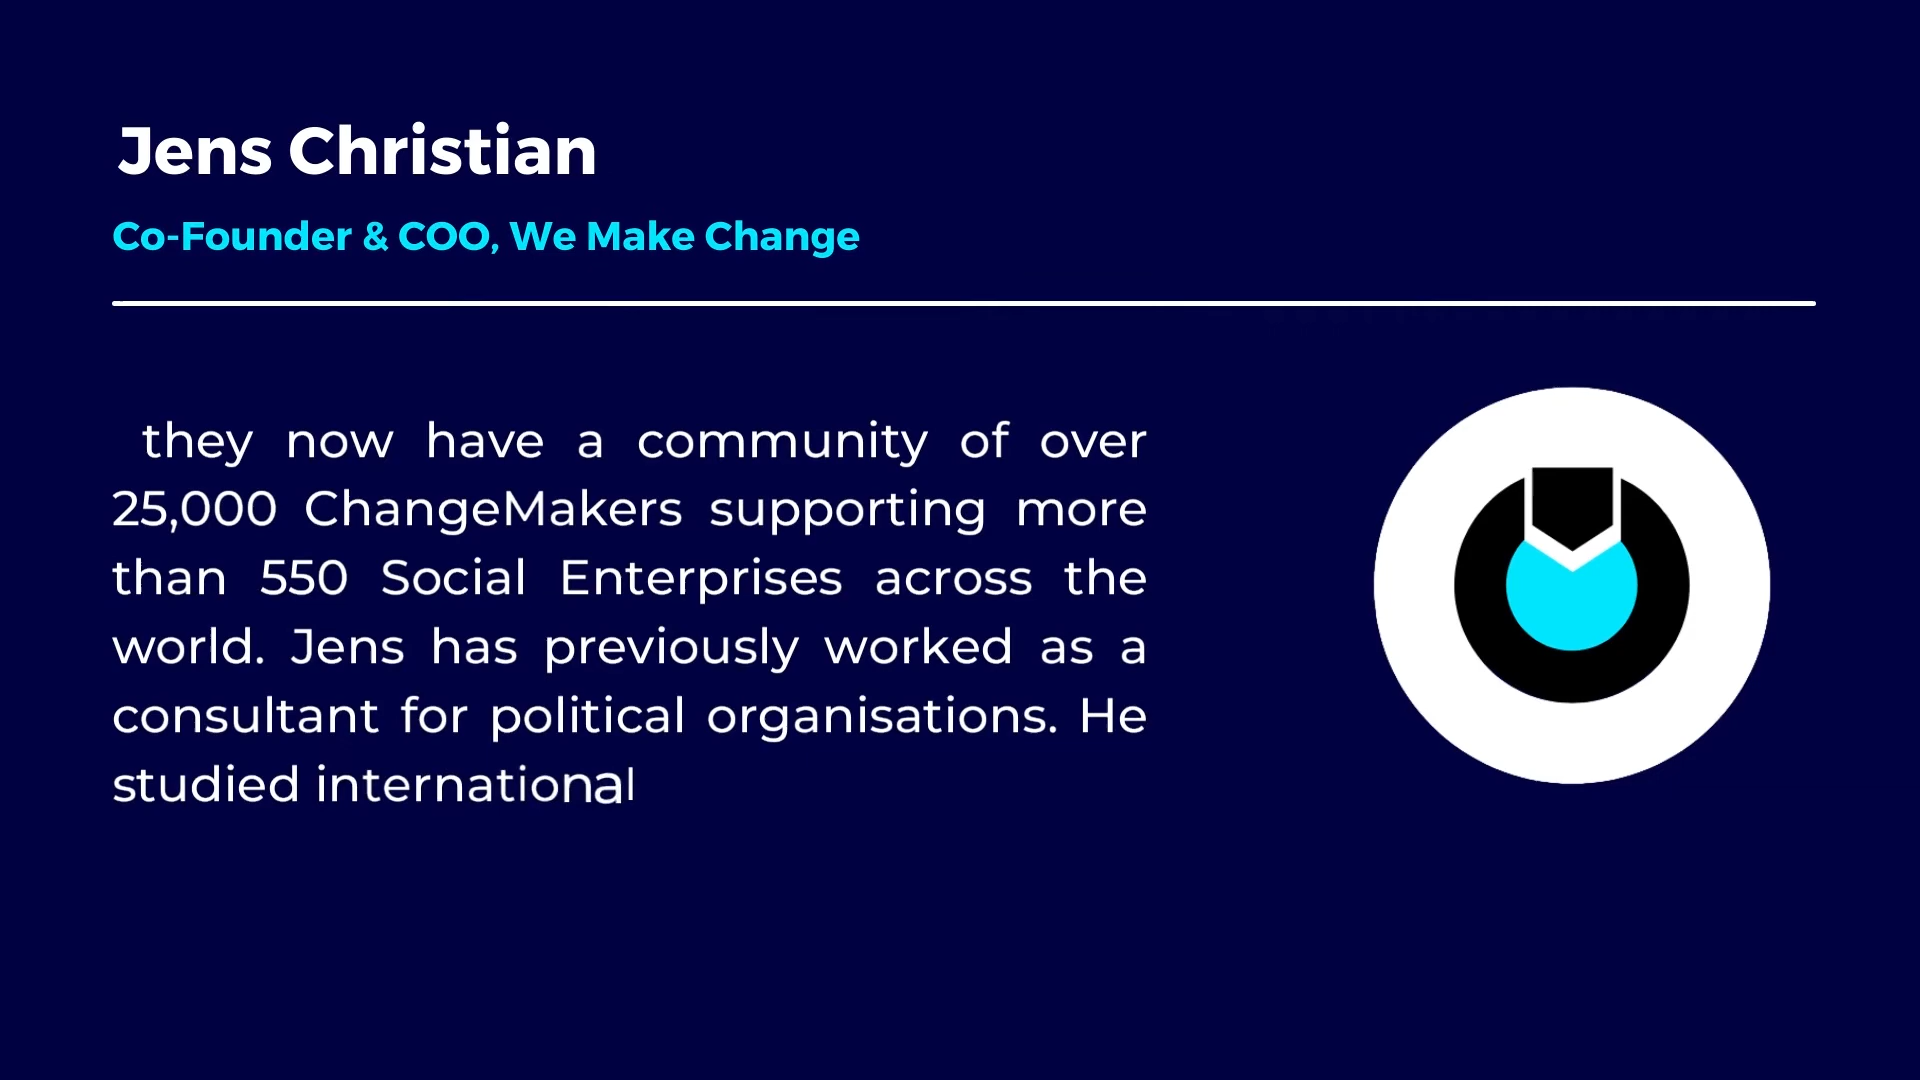 Jens Christian
Co-Founder & COO, We Make Change
they now have a community of over
25,000 ChangeMakers supporting more
than 550 Social Enterprises across the
world. Jens has previously worked as a
consultant for political organisations. He
studied international